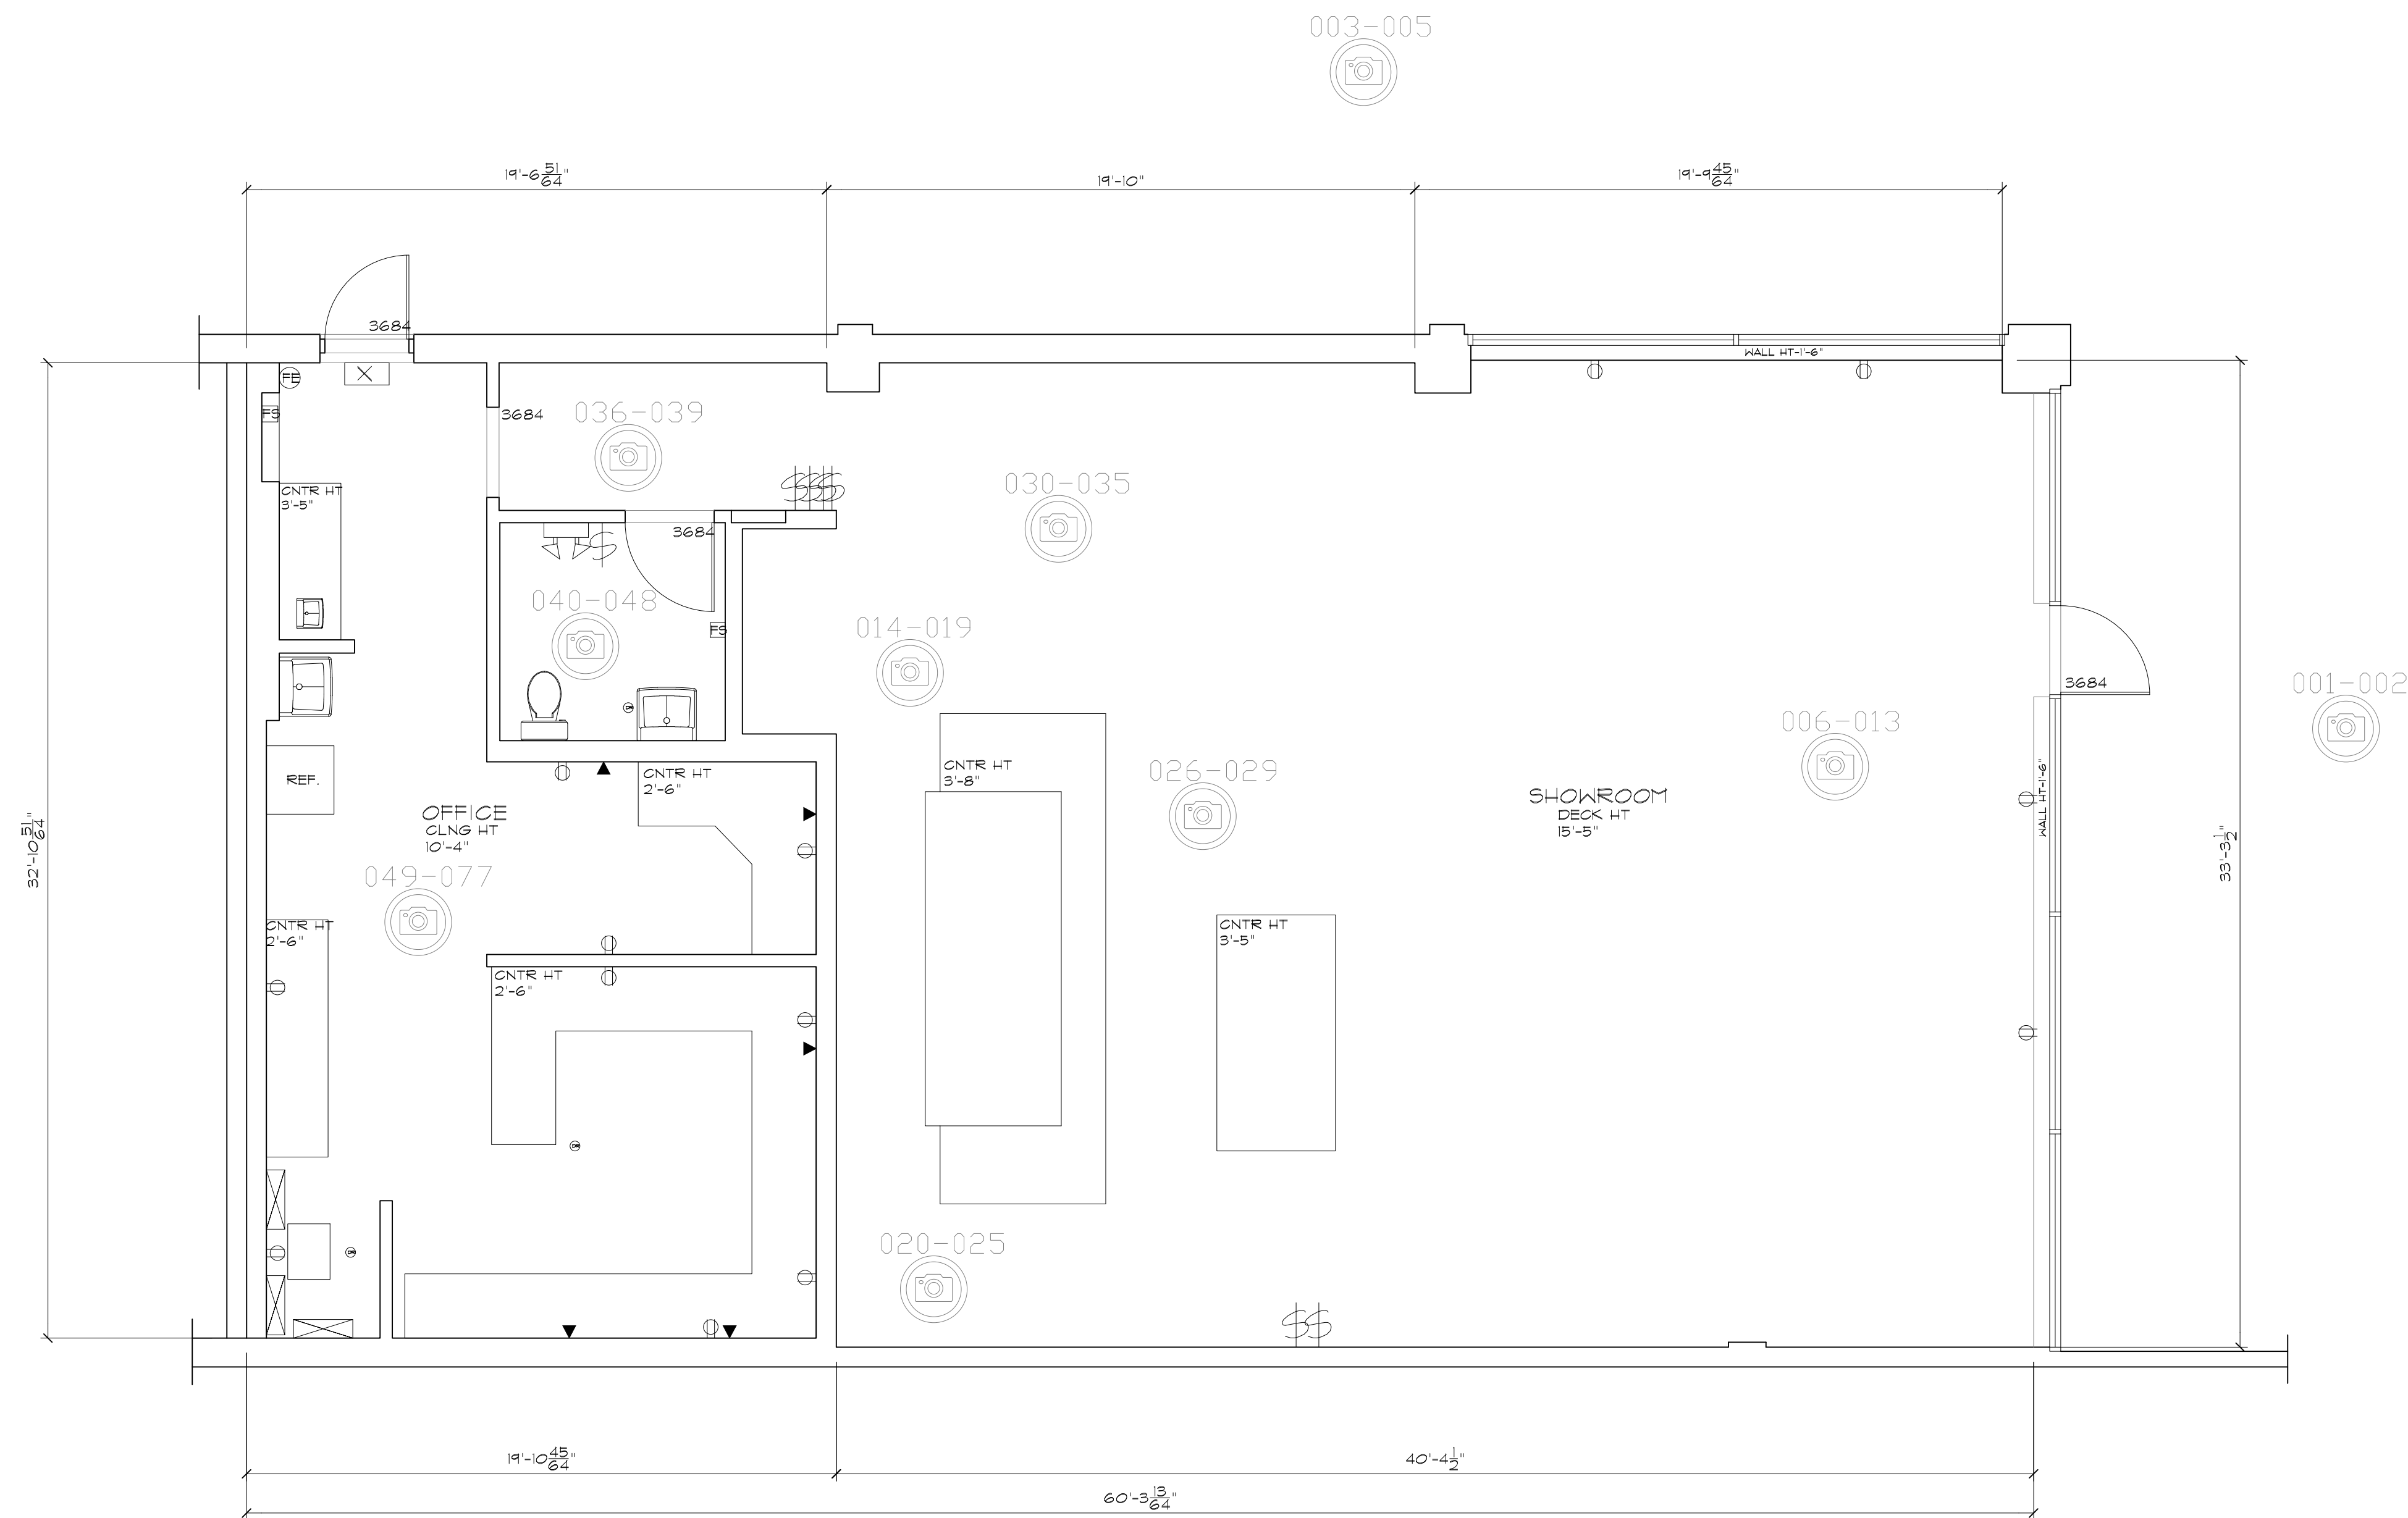 003-005
19'-6 51/64"
19'-10"
19'-9 45/64"
3684
WALL HT-1'-6"
FE
FS
3684
036-039
CNTR HT
3'-5"
SSSS
030-035
3684
S
040-048
FS
014-019
3684
001-002
006-013
REF.
CNTR HT
2'-6"
CNTR HT
3'-8"
026-029
OFFICE
CLNG HT
10'-4"
SHOWROOM
DECK HT
15'-5"
WALL HT-1'-6"
32'-10 51/64"
33'-3 1/2"
049-077
CNTR HT
2'-6"
CNTR HT
3'-5"
CNTR HT
2'-6"
020-025
SS
19'-10 45/64"
40'-4 1/2"
60'-3 13/64"